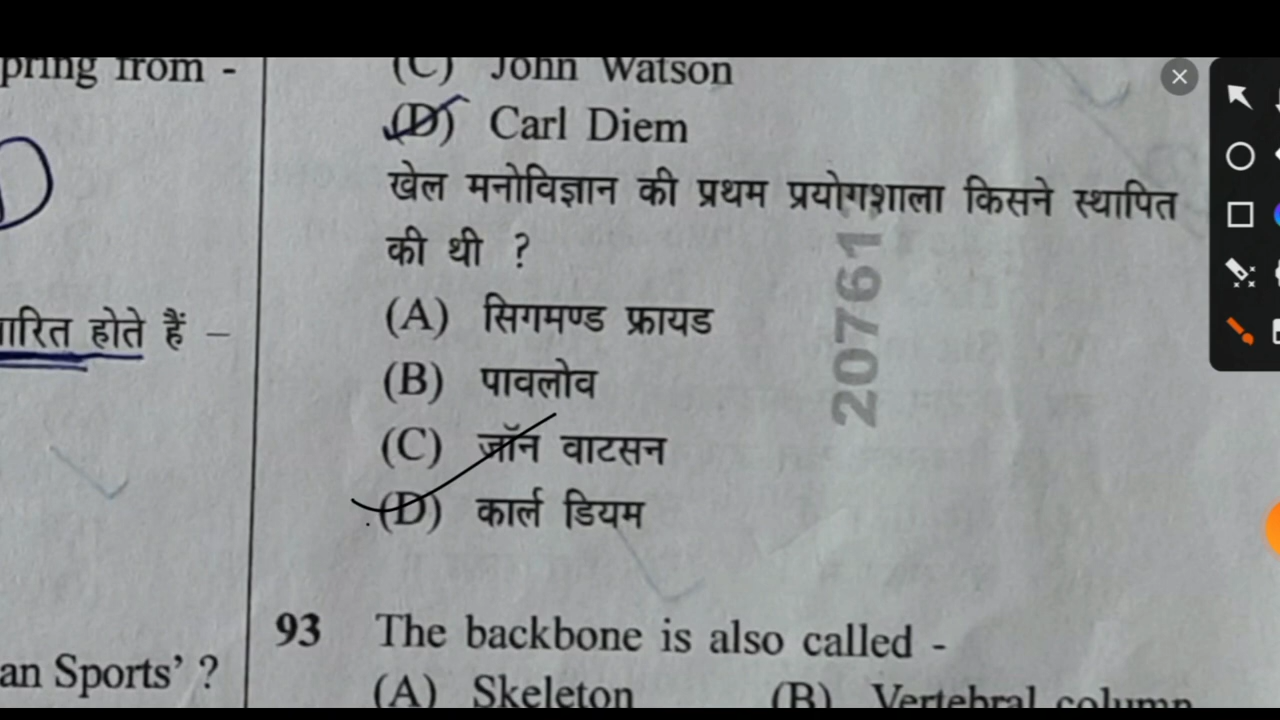 pring from -
(C) John Watson
(D) Carl Diem
खेल मनोविज्ञान की प्रथम प्रयोगशाला किसने स्थापित
की थी ?
(A) सिगमण्ड फ्रायड
(B) पावलोव
(C) जॉन वाटसन
(D) कार्ल डियम
20761
D
होते हैं –
an Sports' ?
93 The backbone is also called -
(A) Skeleton (B) Vertebral column